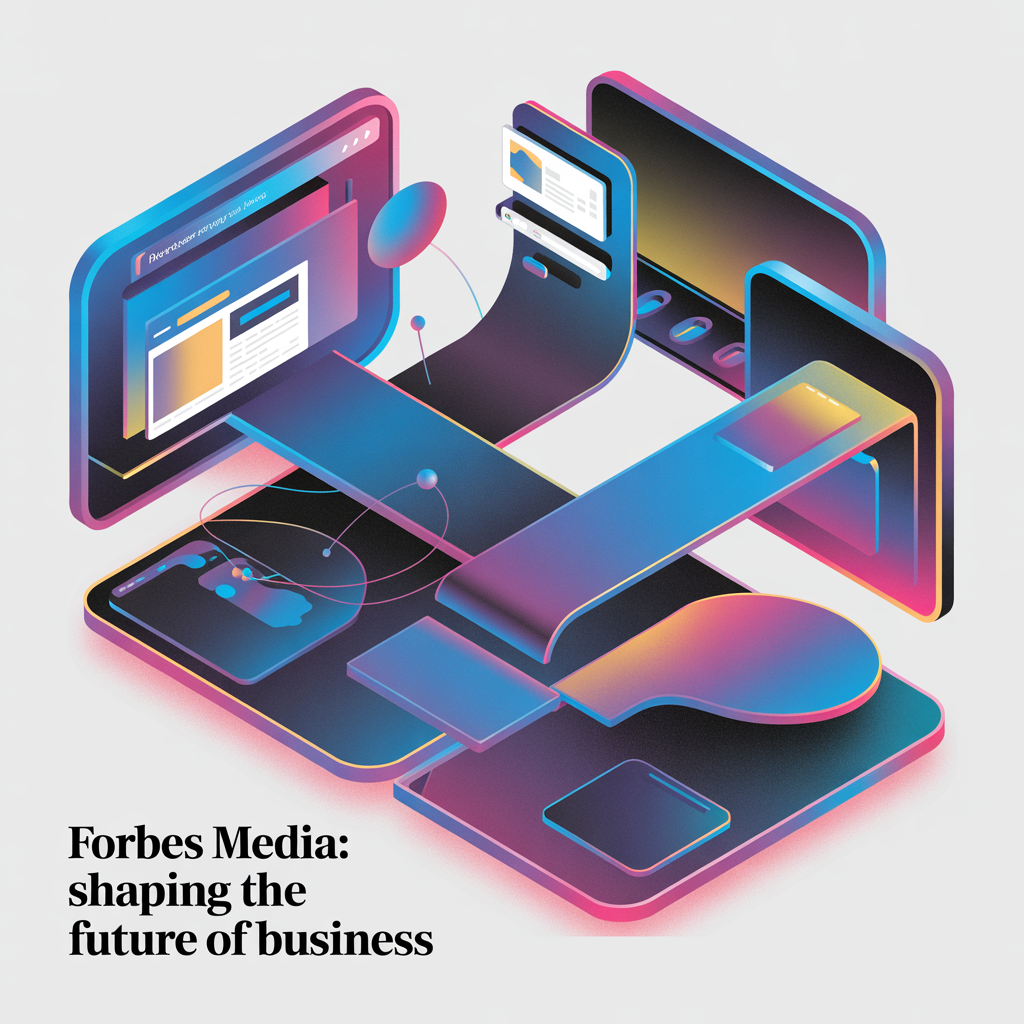 Forbes Media:
shaping the
future of business